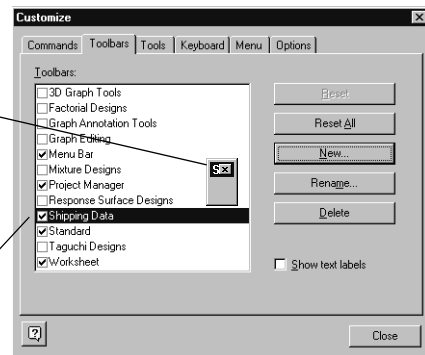 Customize
Commands Toolbars Tools Keyboard Menu Options
Toolbars:
3D Graph Tools
Factorial Designs
Graph Annotation Tools
Graph Editing
Menu Bar
Mixture Designs
Project Manager
Response Surface Designs
Shipping Data
Standard
Taguchi Designs
Worksheet
S
Reset
Reset All
New...
Rename...
Delete
Show text labels
Close